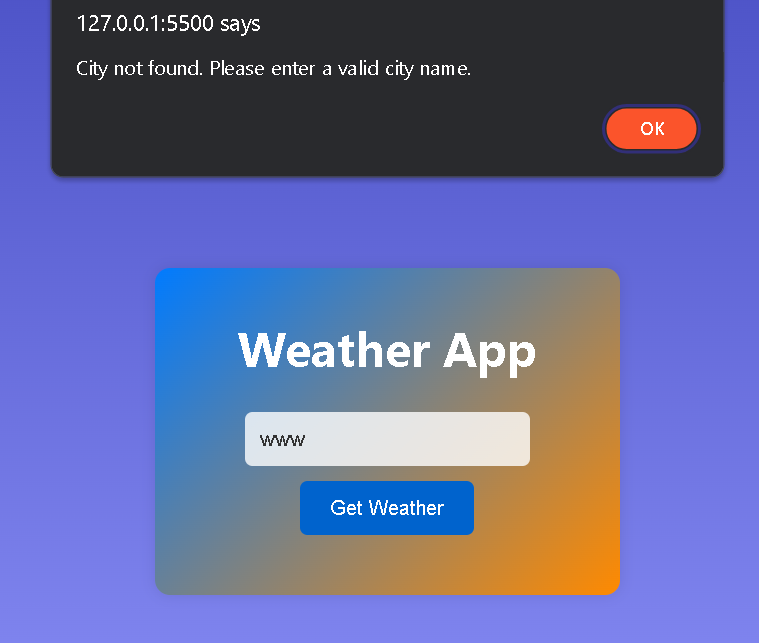 127.0.0.1:5500 says
City not found. Please enter a valid city name.
OK
Weather App
www
Get Weather